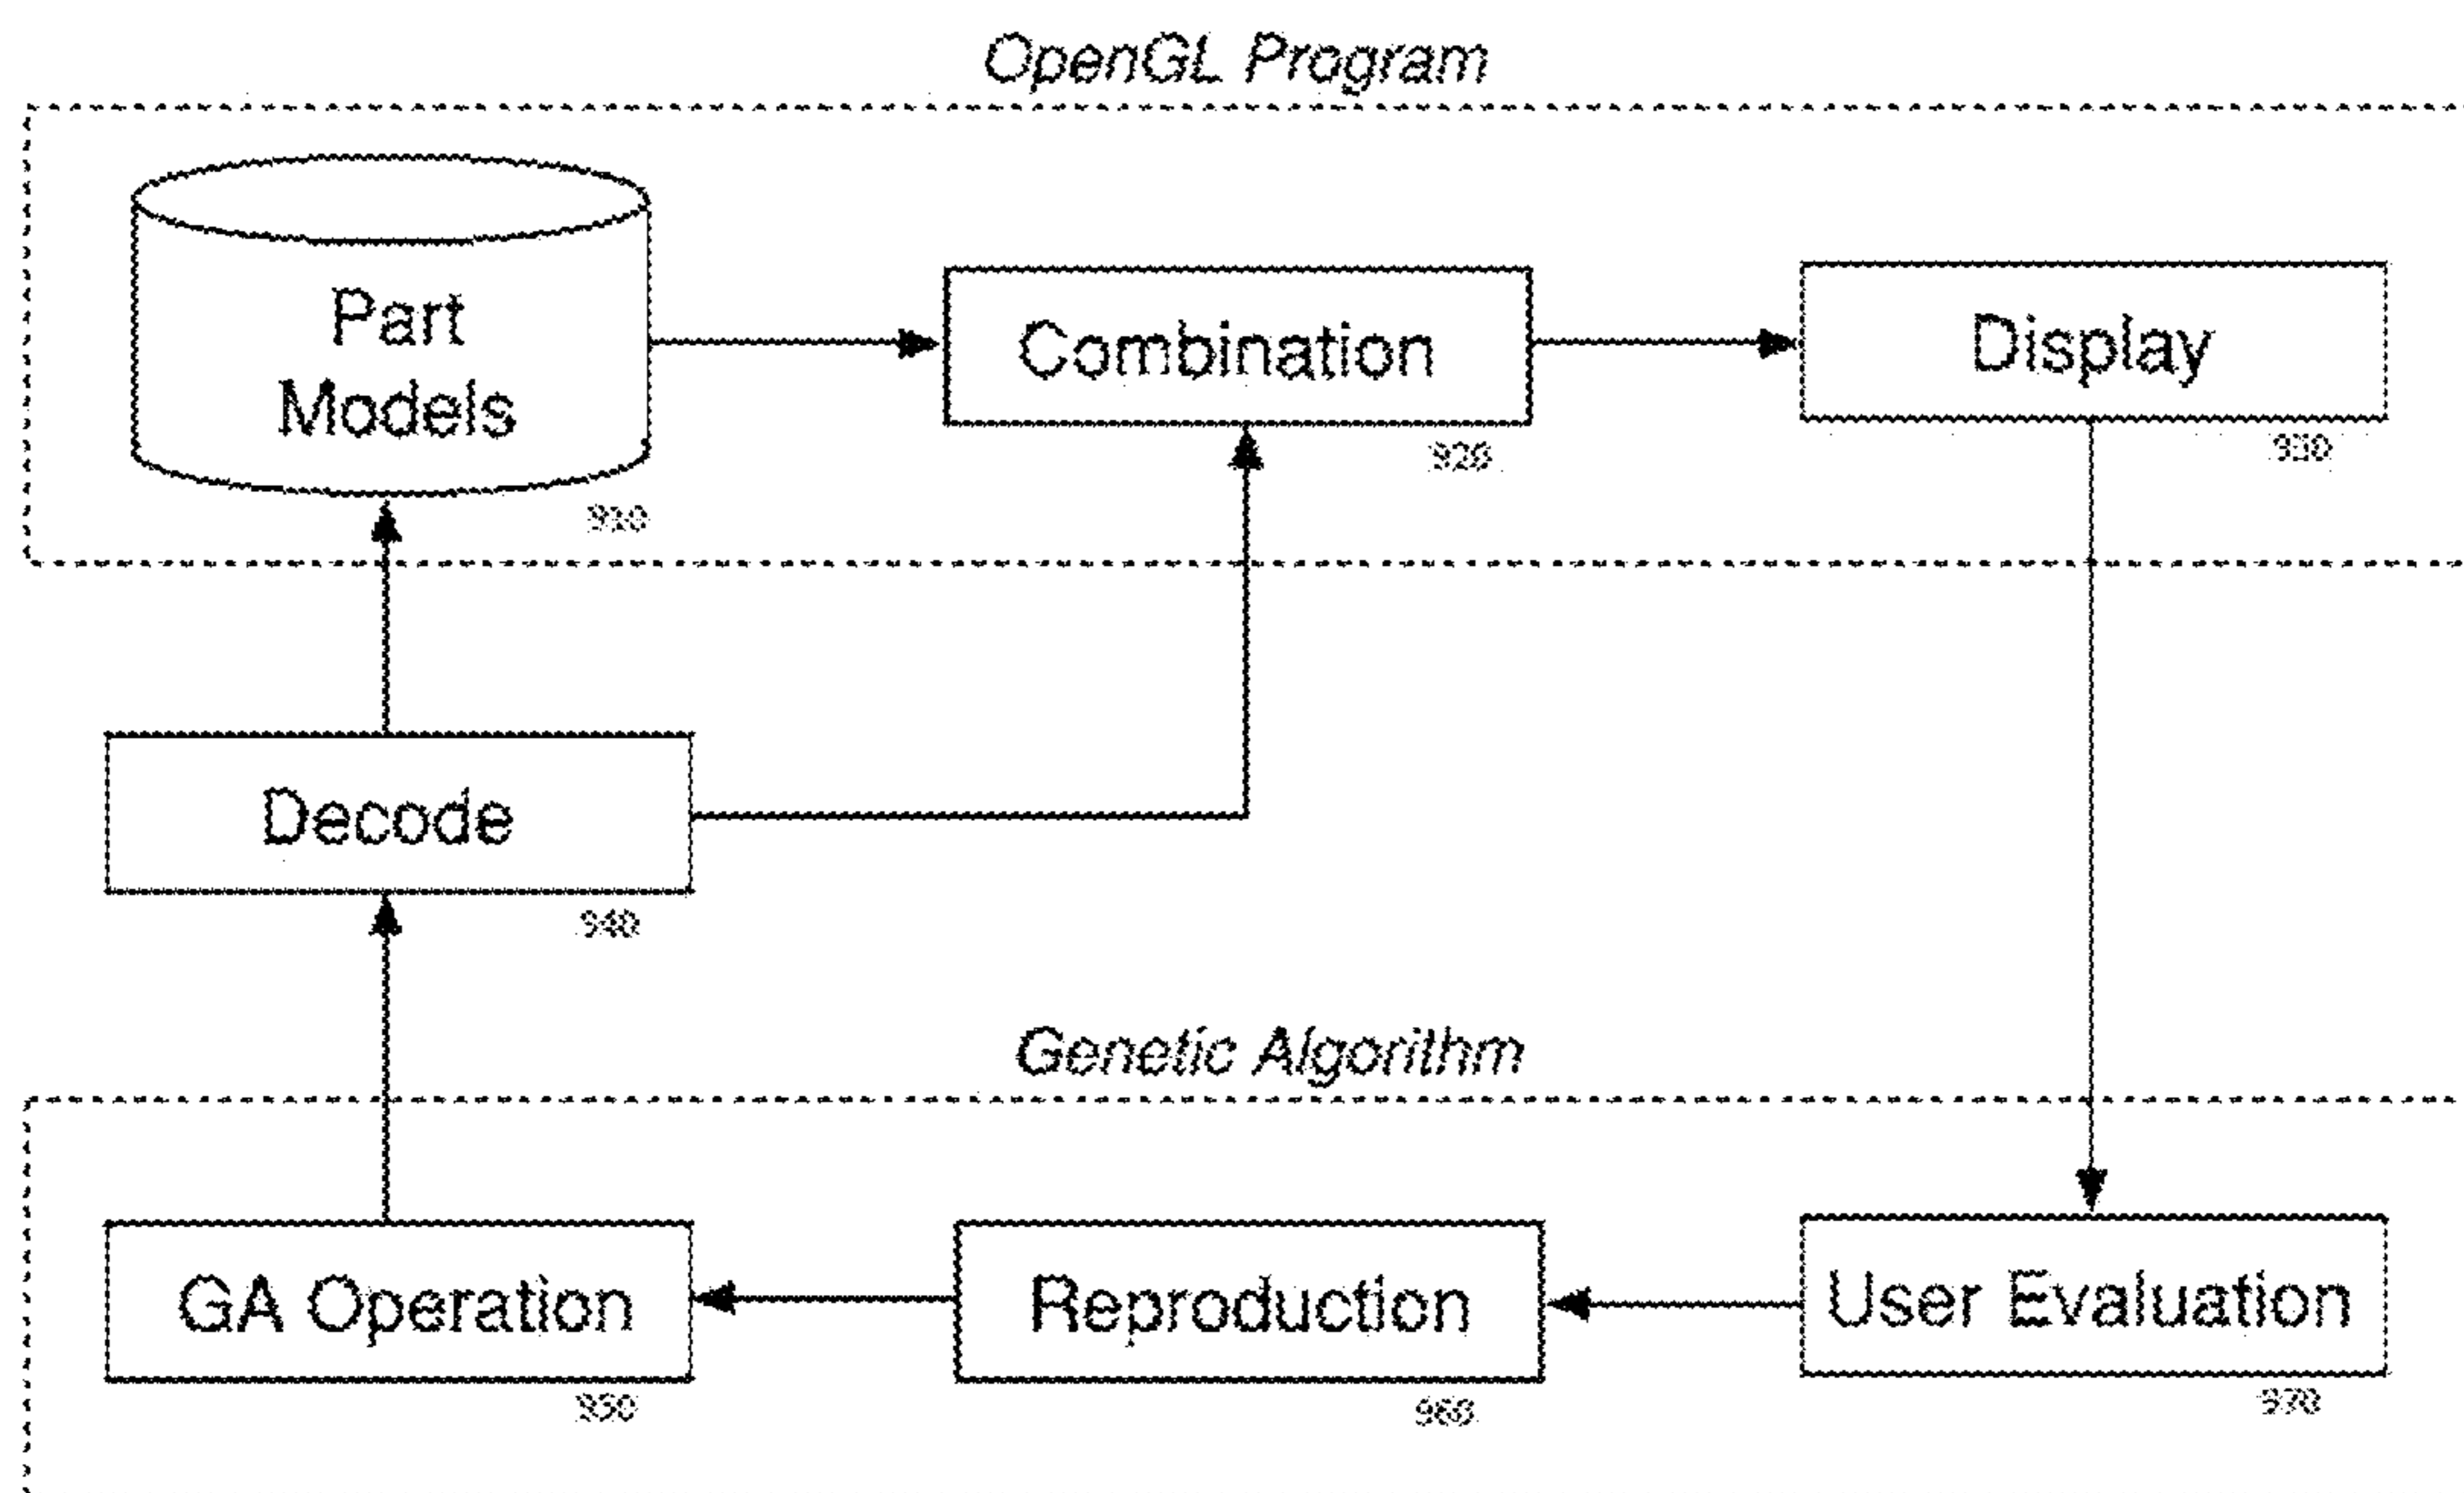 OpenGL Program
Part
Models
910
Combination
920
Display
930
Decode
940
Genetic Algorithm
GA Operation
950
Reproduction
960
User Evaluation
970